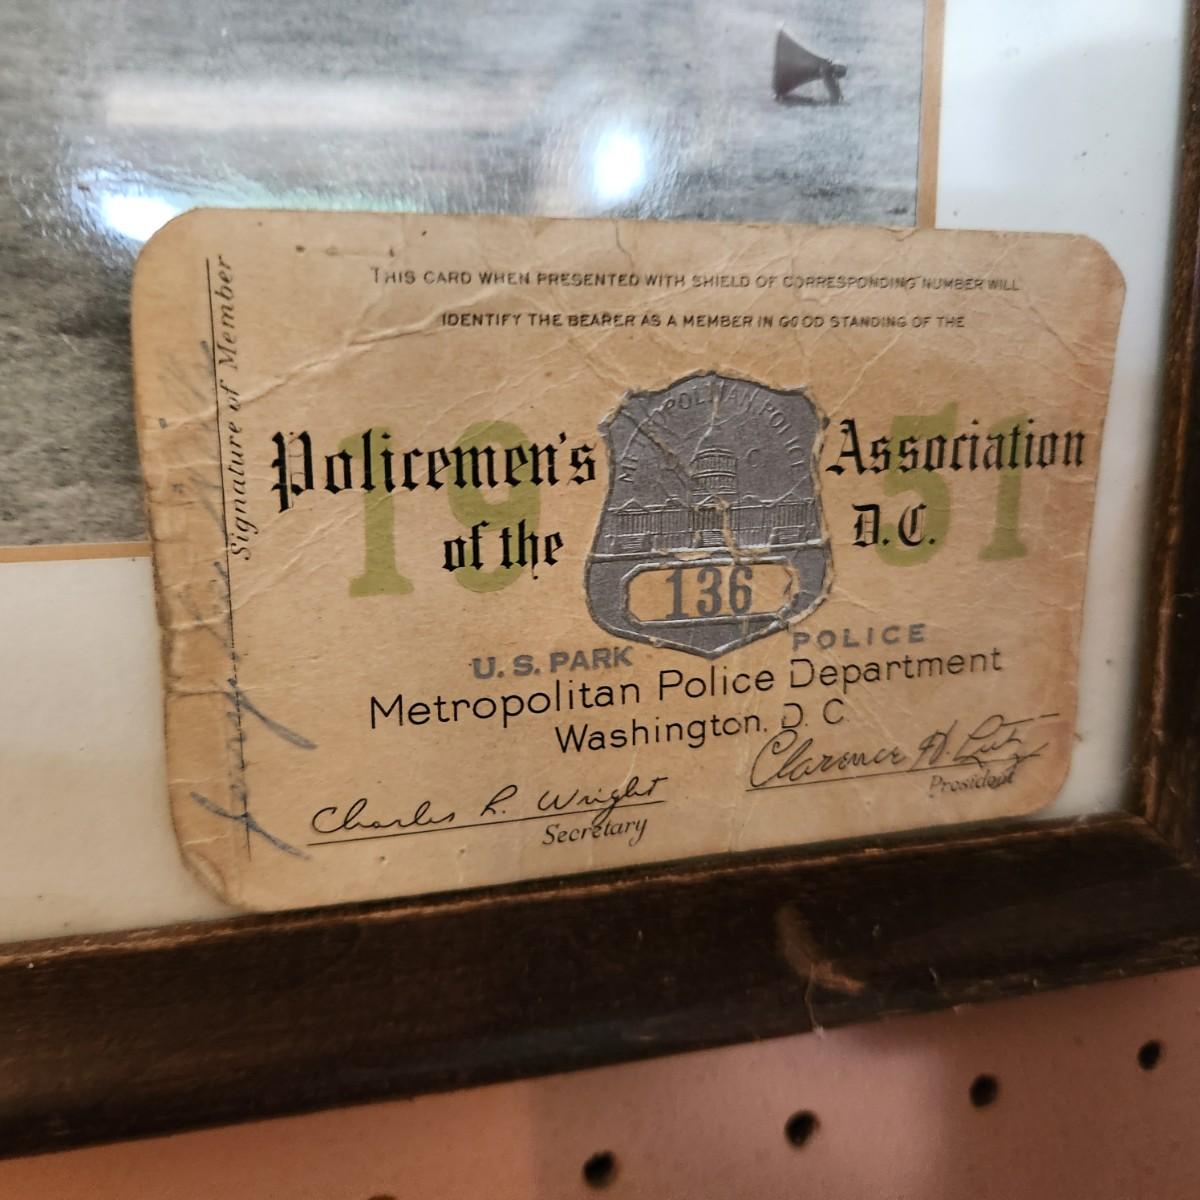 THIS CARD WHEN PRESENTED WITH SHIELD OF CORRESPONDING NUMBER WILL
IDENTIFY THE BEARER AS A MEMBER IN GOOD STANDING OF THE
1951
Policemen's Association
of the D.C.
METROPOLITAN POLICE
136
U.S. PARK POLICE
Metropolitan Police Department
Washington, D. C.
Charles R. Wright
Secretary
Clarence H. Lutz
President
Signature of Member